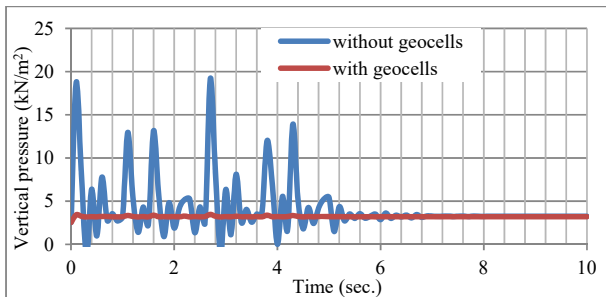 25
20
15
10
5
0
Vertical pressure (kN/m²)
without geocells
with geocells
0 2 4 6 8 10
Time (sec.)